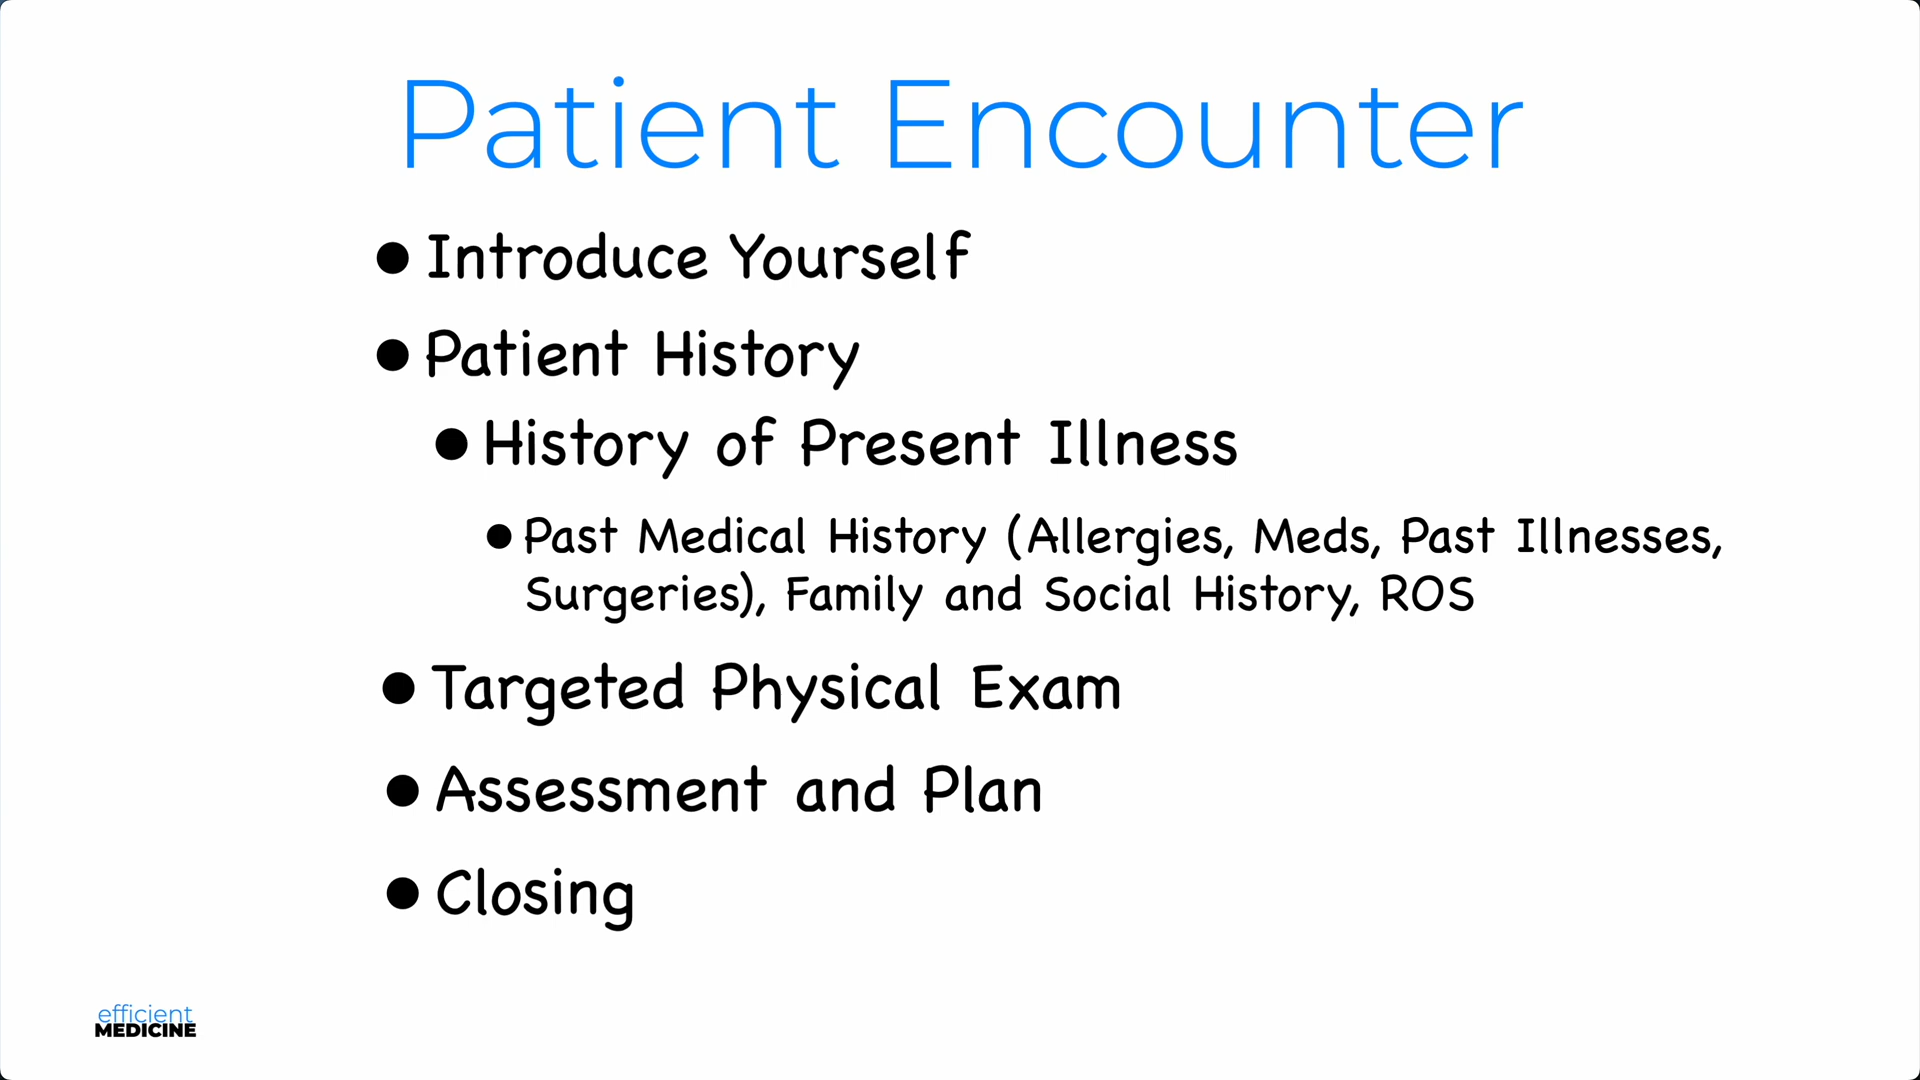 Patient Encounter
• Introduce Yourself
• Patient History
• History of Present Illness
• Past Medical History (Allergies, Meds, Past Illnesses,
Surgeries), Family and Social History, ROS
• Targeted Physical Exam
• Assessment and Plan
• Closing
efficient
MEDICINE